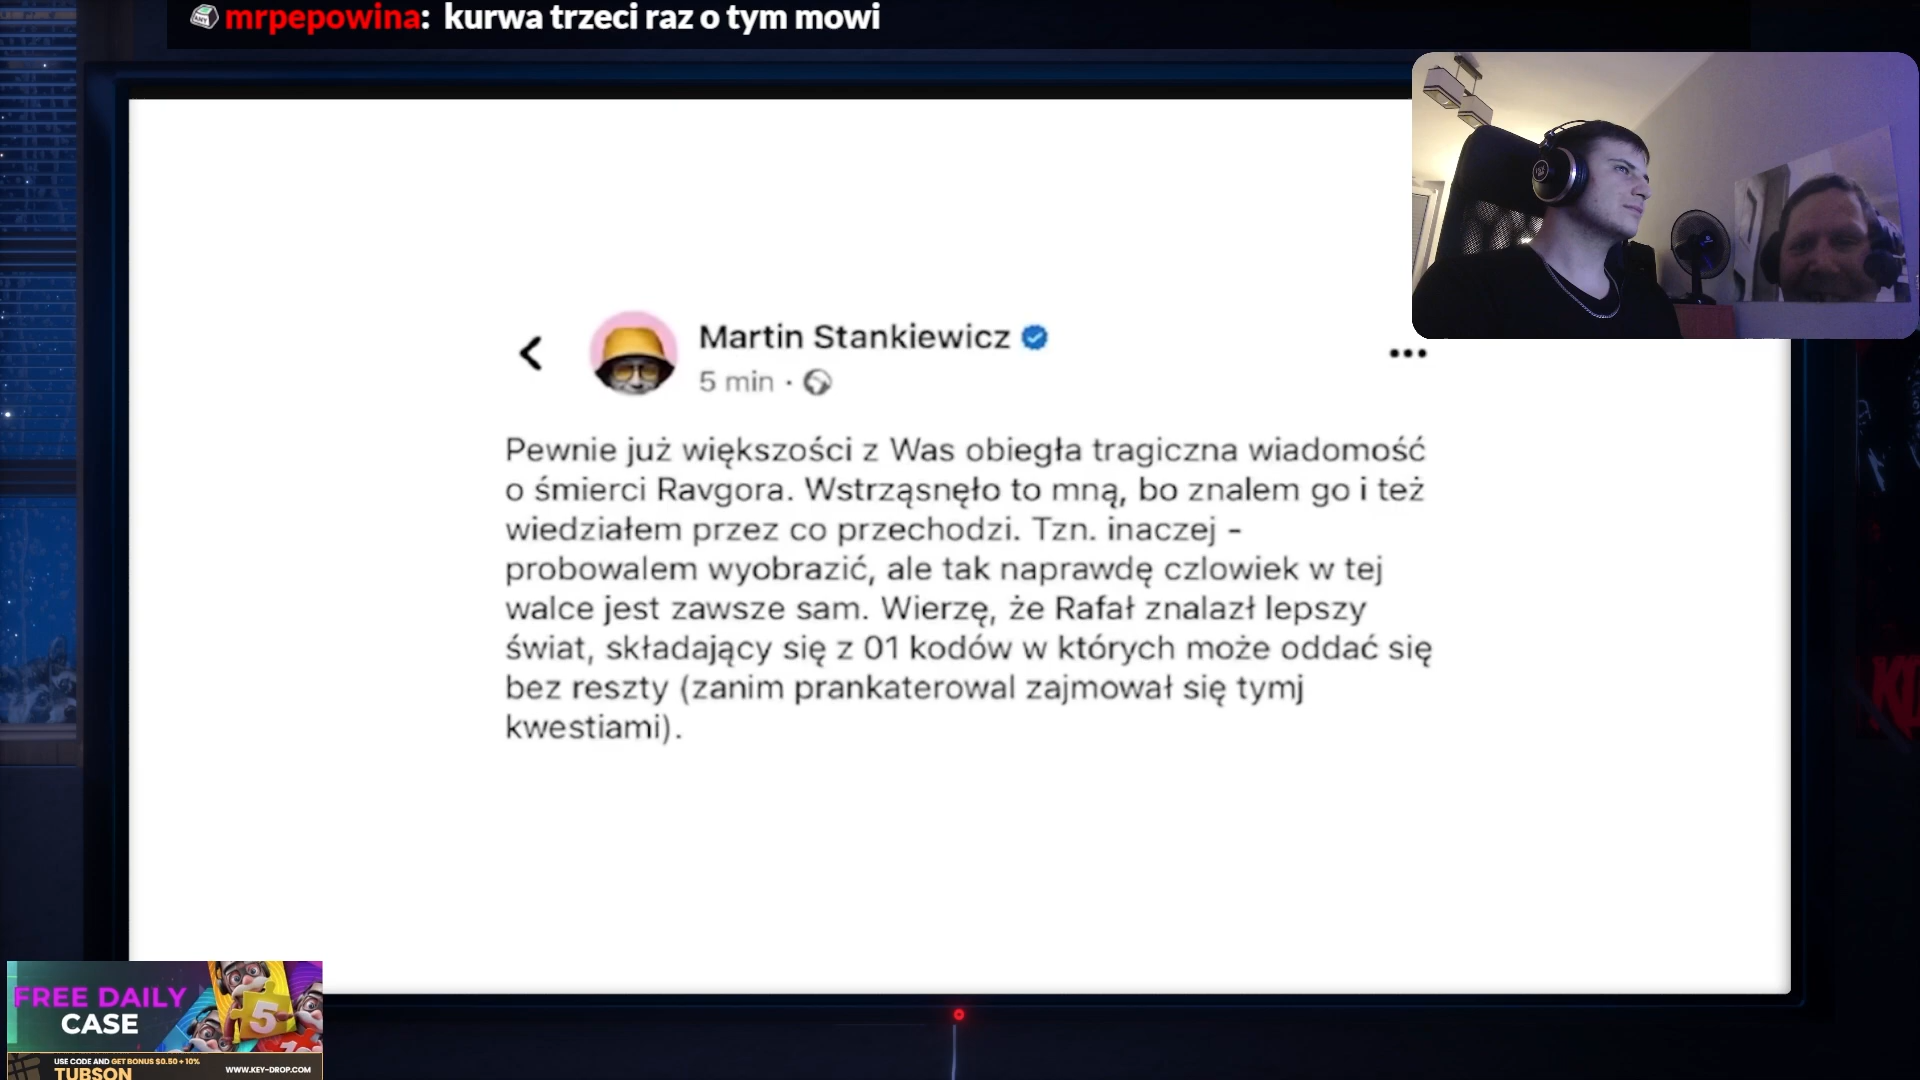 mrpepowina: kurwa trzeci raz o tym mowi
Martin Stankiewicz
5 min ·
Pewnie już większości z Was obiegła tragiczna wiadomość
o śmierci Ravgora. Wstrząsnęło to mną, bo znalem go i też
wiedziałem przez co przechodzi. Tzn. inaczej -
probowalem wyobrazić, ale tak naprawdę czlowiek w tej
walce jest zawsze sam. Wierzę, że Rafał znalazł lepszy
świat, składający się z 01 kodów w których może oddać się
bez reszty (zanim prankaterowal zajmował się tymj
kwestiami).
FREE DAILY
CASE
5
USE CODE AND GET BONUS $0.50 + 10%
TUBSON
WWW.KEY-DROP.COM